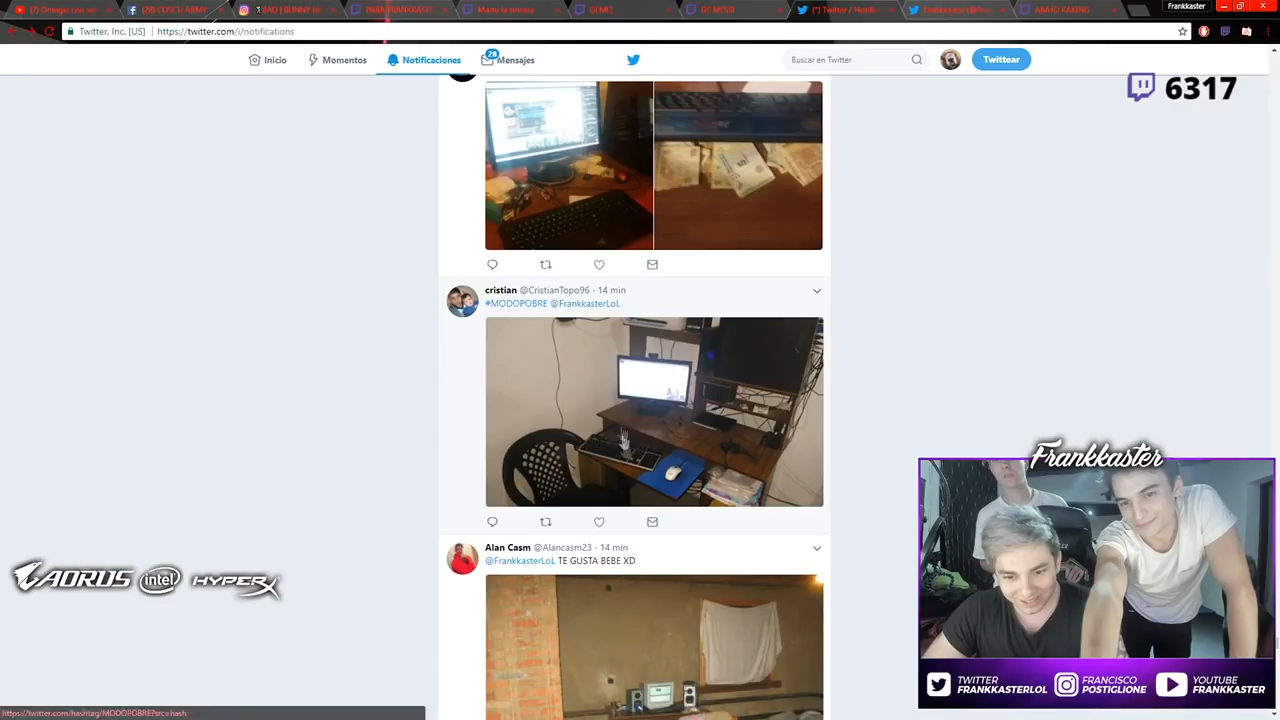 Frankkaster
Twitter, Inc. [US]
https://twitter.com/i/notifications
Inicio
Momentos
Notificaciones
28
Mensajes
Buscar en Twitter
Twittear
6317
cristian @CristianTopo96 · 14 min
#MODOPOBRE @FrankkasterLoL
Alan Casm @Alancasm23 · 14 min
@FrankkasterLoL TE GUSTA BEBE XD
Frankkaster
AORUS
intel
HYPERX
TWITTER
FRANKKASTERLOL
FRANCISCO
POSTIGLIONE
YOUTUBE
FRANKKASTER
https://twitter.com/hashtag/MODOPOBRE?src=hash